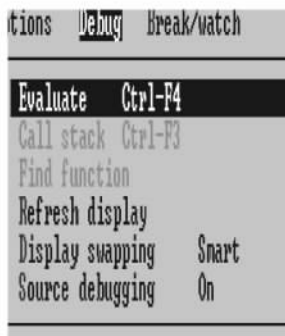 tions Debug Break/watch
Evaluate Ctrl-F4
Call stack Ctrl-F3
Find function
Refresh display
Display swapping Smart
Source debugging On